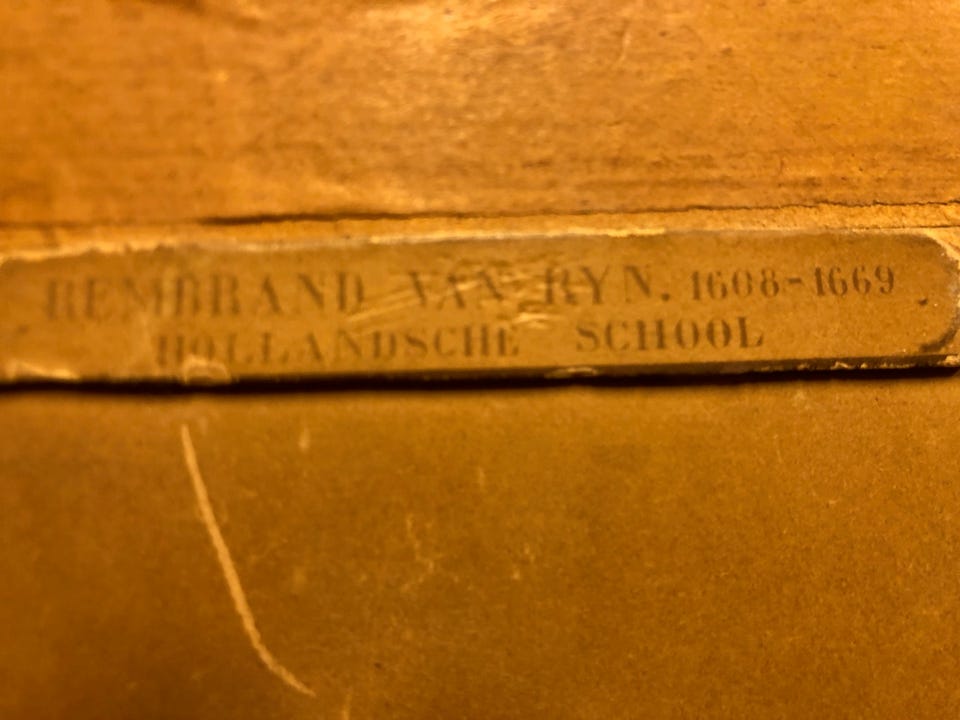 REMBRAND VAN RYN. 1608-1669
HOLLANDSCHE SCHOOL